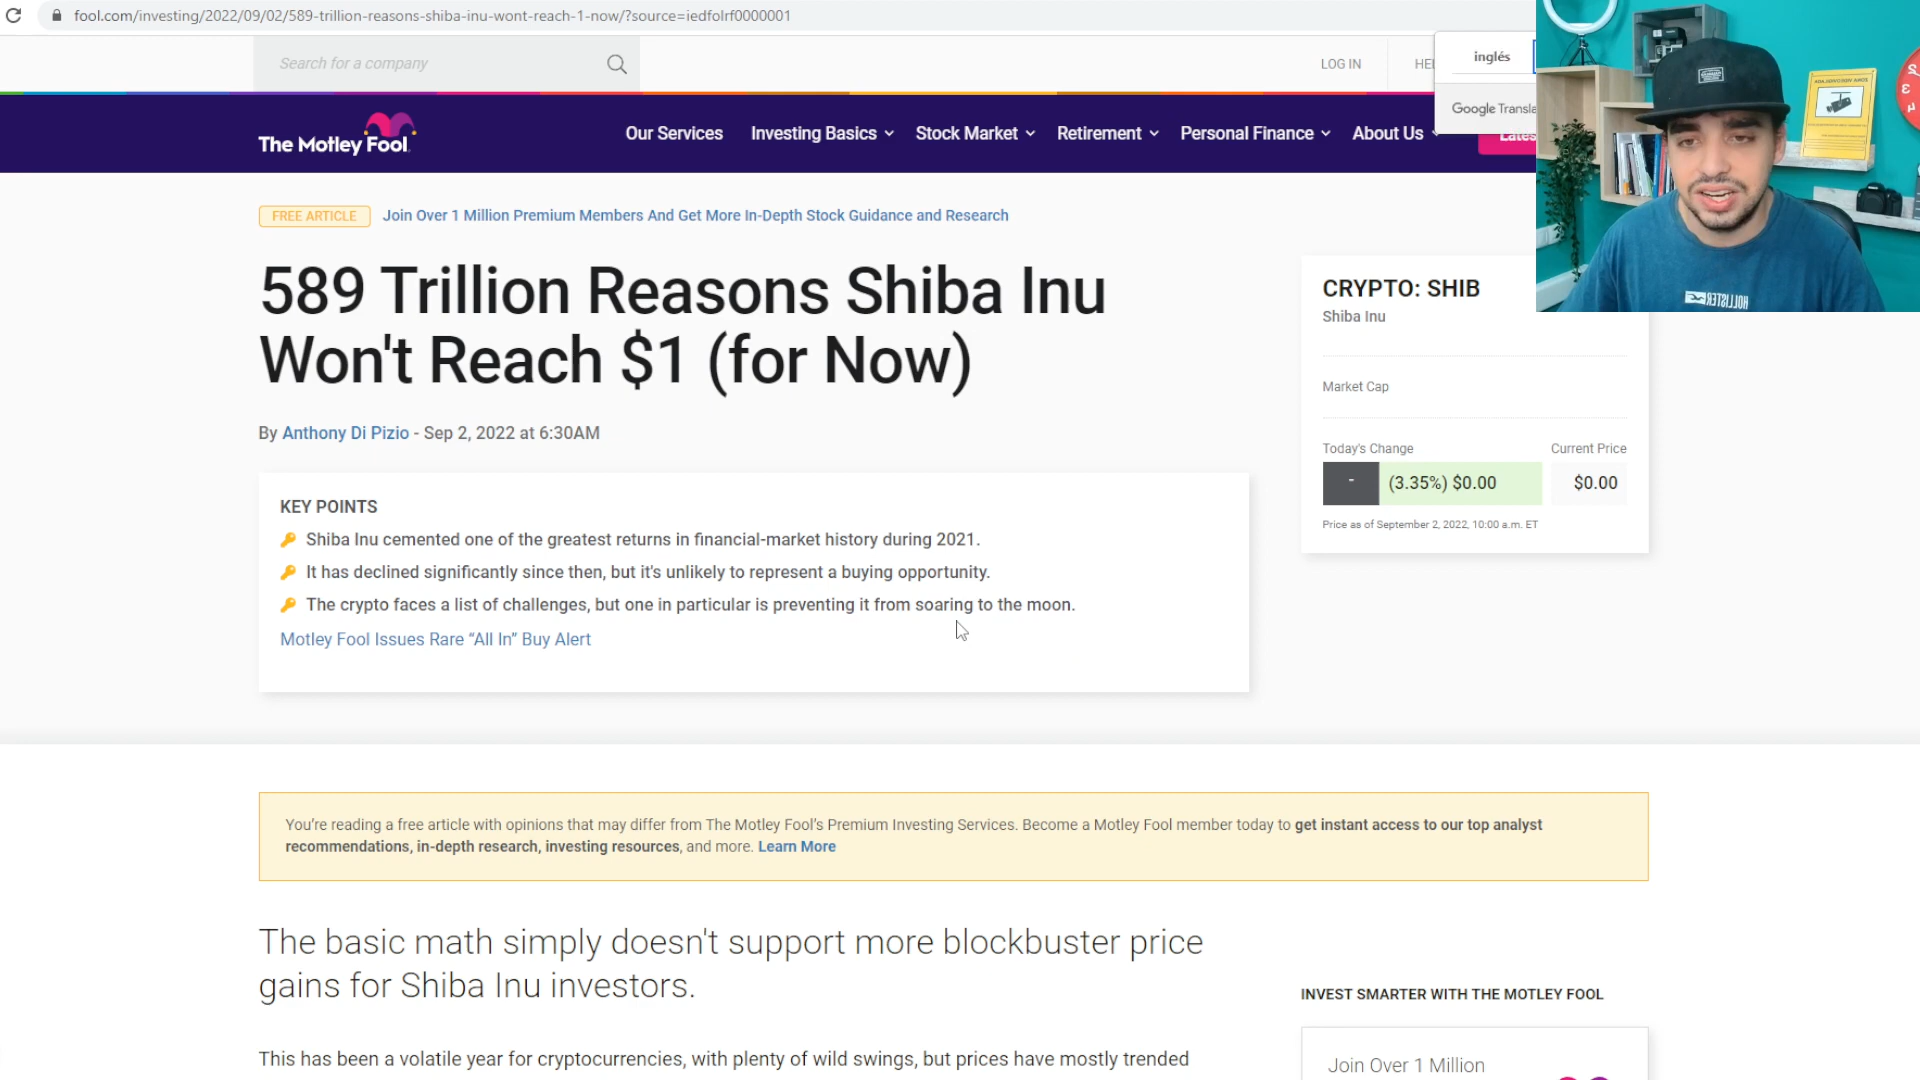 fool.com/investing/2022/09/02/589-trillion-reasons-shiba-inu-wont-reach-1-now/?source=iedfolrf0000001
Search for a company
LOG IN
HEL
inglés
Google Transla
The Motley Fool
Our Services
Investing Basics
Stock Market
Retirement
Personal Finance
About Us
Lates
FREE ARTICLE
Join Over 1 Million Premium Members And Get More In-Depth Stock Guidance and Research
589 Trillion Reasons Shiba Inu
Won't Reach $1 (for Now)
By Anthony Di Pizio - Sep 2, 2022 at 6:30AM
KEY POINTS
Shiba Inu cemented one of the greatest returns in financial-market history during 2021.
It has declined significantly since then, but it's unlikely to represent a buying opportunity.
The crypto faces a list of challenges, but one in particular is preventing it from soaring to the moon.
Motley Fool Issues Rare “All In” Buy Alert
CRYPTO: SHIB
Shiba Inu
Market Cap
Today's Change
Current Price
-
(3.35%) $0.00
$0.00
Price as of September 2, 2022, 10:00 a.m. ET
HOLLISTER
You're reading a free article with opinions that may differ from The Motley Fool's Premium Investing Services. Become a Motley Fool member today to get instant access to our top analyst
recommendations, in-depth research, investing resources, and more. Learn More
The basic math simply doesn't support more blockbuster price
gains for Shiba Inu investors.
This has been a volatile year for cryptocurrencies, with plenty of wild swings, but prices have mostly trended
INVEST SMARTER WITH THE MOTLEY FOOL
Join Over 1 Million